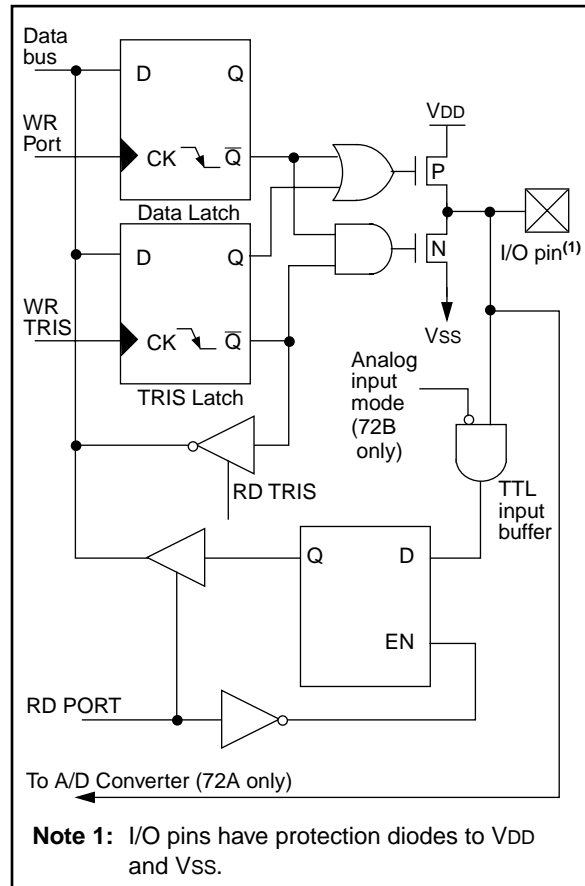 Data
bus
D
Q
VDD
WR
Port
CK
Q
P
Data Latch
N
I/O pin(1)
D
Q
WR
TRIS
VSS
CK
Q
Analog
input
mode
(72B
only)
TRIS Latch
RD TRIS
TTL
input
buffer
Q
D
EN
RD PORT
To A/D Converter (72A only)
Note 1: I/O pins have protection diodes to VDD
and VSS.